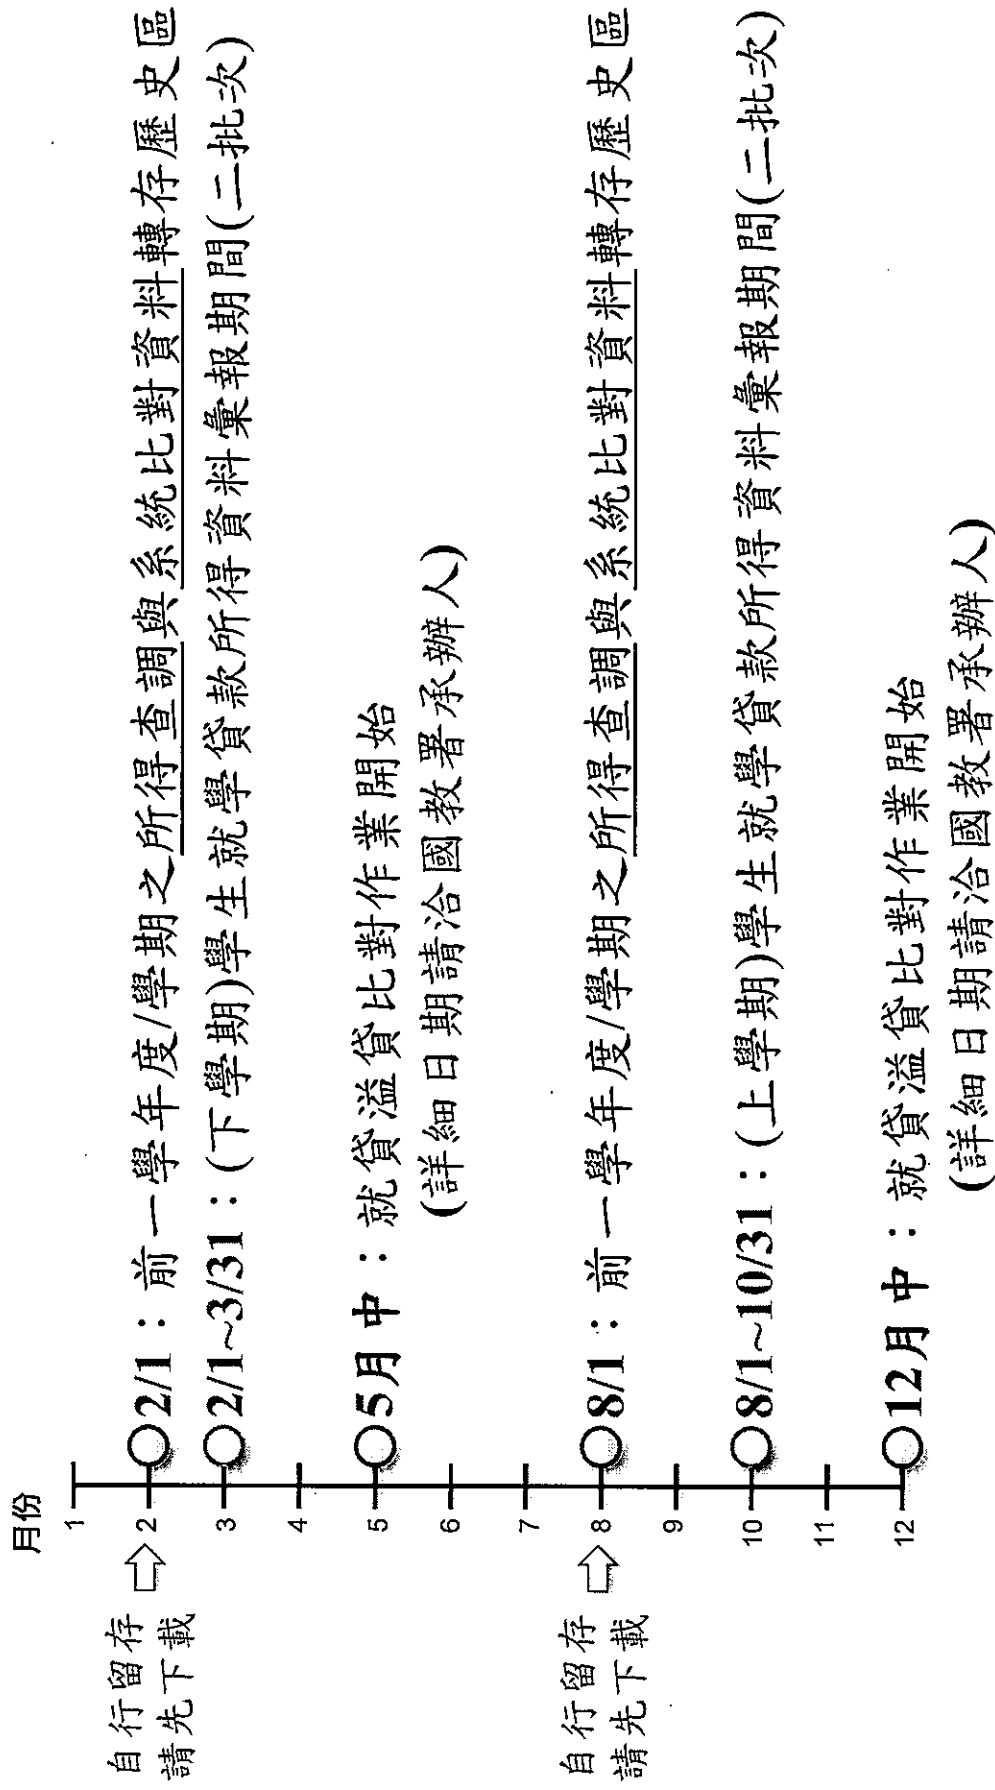 月份
1
自行留存
請先下載
2
2/1：前一學年度/學期之所得查調與系統比對資料轉存歷史區
3
2/1~3/31：(下學期)學生就學貸款所得資料彙報期間(二批次)
4
5
5月中：就貸溢貸比對作業開始
(詳細日期請洽國教署承辦人)
6
7
自行留存
請先下載
8
8/1：前一學年度/學期之所得查調與系統比對資料轉存歷史區
9
10
8/1~10/31：(上學期)學生就學貸款所得資料彙報期間(二批次)
11
12
12月中：就貸溢貸比對作業開始
(詳細日期請洽國教署承辦人)